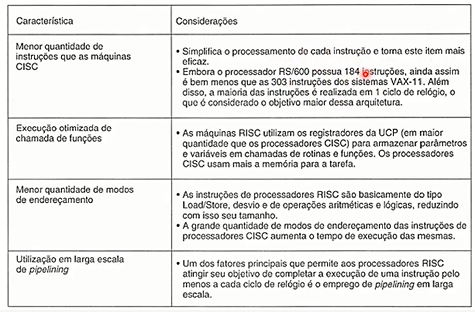 Característica
Considerações
Menor quantidade de
instruções que as máquinas
CISC
• Simplifica o processamento de cada instrução e torna este item mais
eficaz.
• Embora o processador RS/600 possua 184 instruções, ainda assim
é bem menos que as 303 instruções dos sistemas VAX-11. Além
disso, a maioria das instruções é realizada em 1 ciclo de relógio, o
que é considerado o objetivo maior dessa arquitetura.
Execução otimizada de
chamada de funções
• As máquinas RISC utilizam os registradores da UCP (em maior
quantidade que os processadores CISC) para armazenar parâmetros
e variáveis em chamadas de rotinas e funções. Os processadores
CISC usam mais a memória para a tarefa.
Menor quantidade de modos
de endereçamento
• As instruções de processadores RISC são basicamente do tipo
Load/Store, desvio e de operações aritméticas e lógicas, reduzindo
com isso seu tamanho.
• A grande quantidade de modos de endereçamento das instruções de
processadores CISC aumenta o tempo de execução das mesmas.
Utilização em larga escala
de pipelining
• Um dos fatores principais que permite aos processadores RISC
atingir seu objetivo de completar a execução de uma instrução pelo
menos a cada ciclo de relógio é o emprego de pipelining em larga
escala.